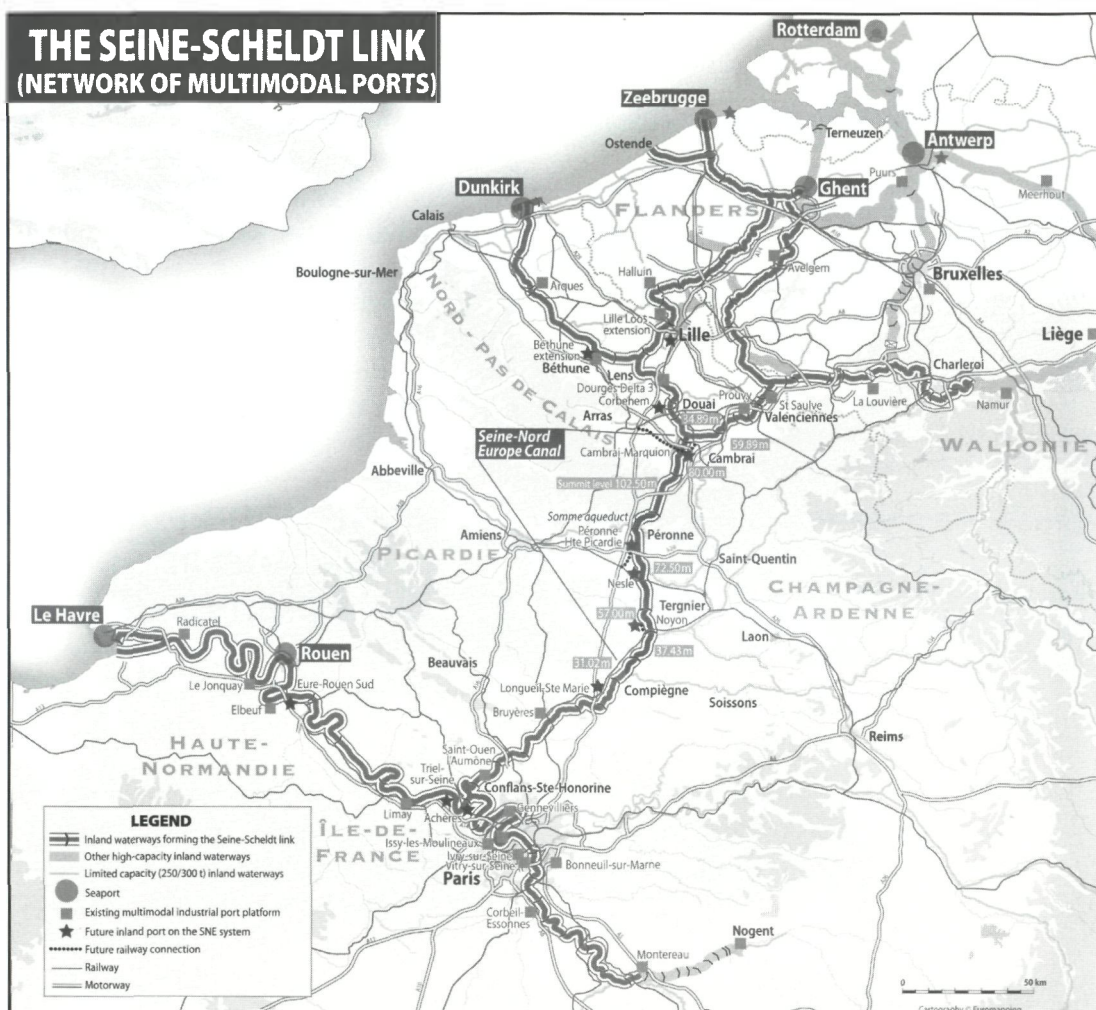 THE SEINE-SCHELDT LINK
(NETWORK OF MULTIMODAL PORTS)
Rotterdam
Zeebrugge
Ostende
Terneuzen
Antwerp
Puurs
Meerhout
Dunkirk
Ghent
Calais
FLANDERS
Boulogne-sur-Mer
Arques
Halluin
Avelgem
Bruxelles
Lille Loos
extension
Lille
Liège
NORD - PAS DE CALAIS
Béthune
extension
Béthune
Lens
Dourges Delta 3
Corbehem
Douai
Prouvy
St Saulve
Valenciennes
La Louvière
Charleroi
Namur
Arras
WALLONIE
Seine-Nord
Europe Canal
Cambrai-Marquion
Cambrai
59.89m
80.00m
Abbeville
Summit level 102.50m
Somme aqueduct
Péronne
Hte Picardie
Péronne
Amiens
PICARDIE
Saint-Quentin
72.50m
Nesle
CHAMPAGNE-
ARDENNE
57.00m
Tergnier
Noyon
Laon
37.43m
Le Havre
Radicatel
Rouen
Beauvais
31.02m
Longueil-Ste Marie
Compiègne
Soissons
Le Jonquay
Eure-Rouen Sud
Elbeuf
Bruyères
Reims
HAUTE-
NORMANDIE
Saint-Ouen
l'Aumône
Triel-
sur-Seine
Conflans-Ste-Honorine
Limay
Achères
Gennevilliers
ÎLE-DE-
FRANCE
Issy-les-Moulineaux
Ivry-sur-Seine
Vitry-sur-Seine
Bonneuil-sur-Marne
Paris
Corbeil-
Essonnes
Nogent
Montereau
LEGEND
Inland waterways forming the Seine-Scheldt link
Other high-capacity inland waterways
Limited capacity (250/300 t) inland waterways
Seaport
Existing multimodal industrial port platform
Future inland port on the SNE system
Future railway connection
Railway
Motorway
0
50 km
Cartography © Euromapping